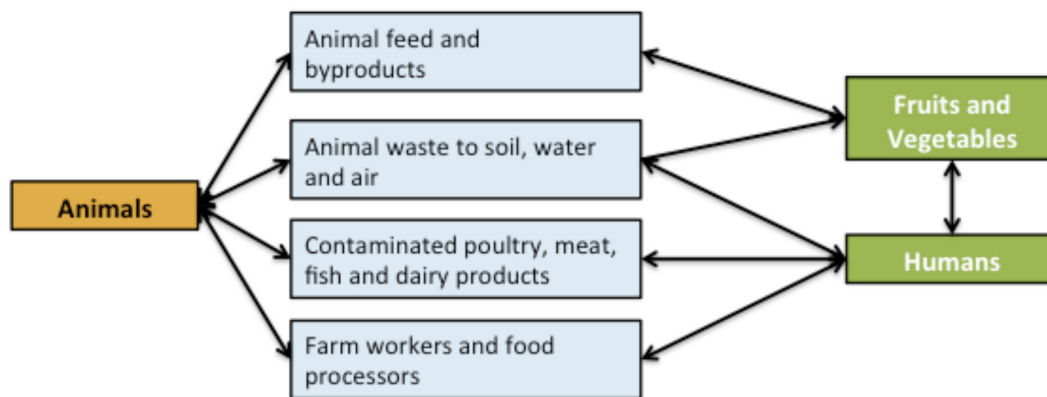 Animal feed and
byproducts
Fruits and
Vegetables
Animal waste to soil, water
and air
Animals
Contaminated poultry, meat,
fish and dairy products
Humans
Farm workers and food
processors